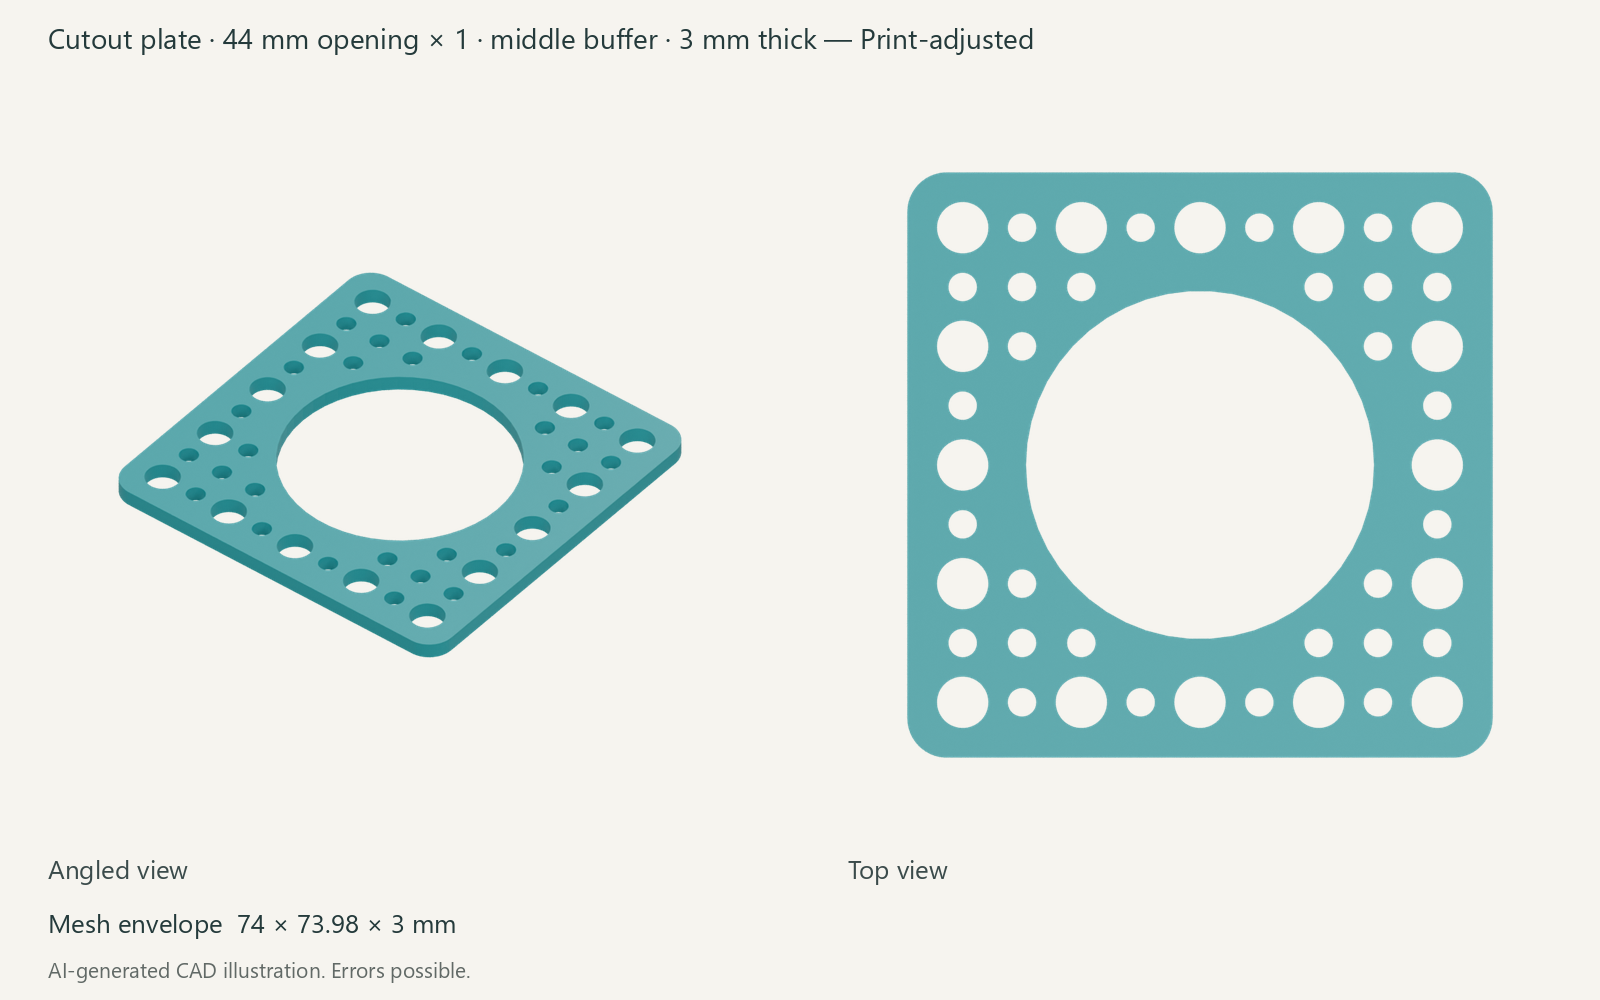 Cutout plate · 44 mm opening × 1 · middle buffer · 3 mm thick — Print-adjusted
Angled view
Top view
Mesh envelope 74 × 73.98 × 3 mm
AI-generated CAD illustration. Errors possible.